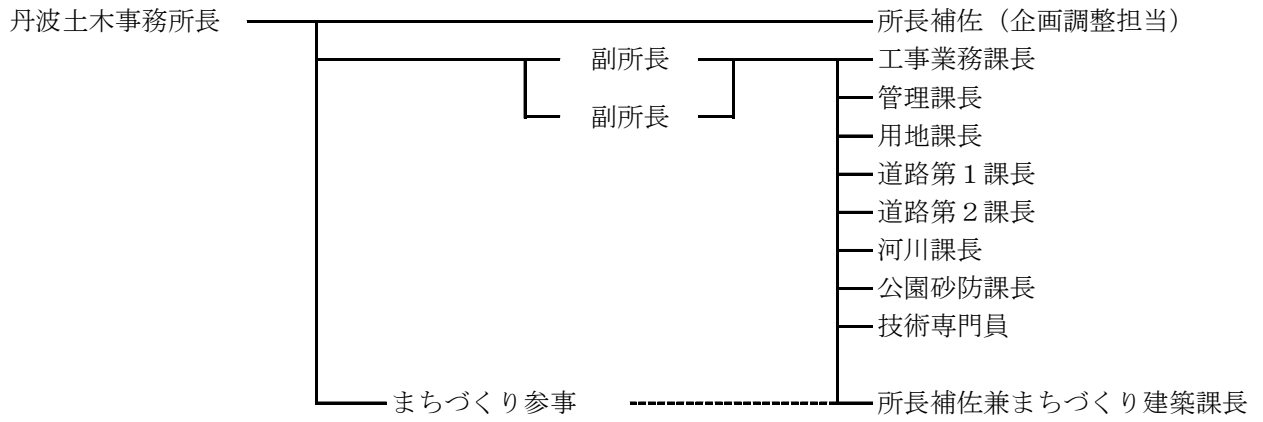 丹波土木事務所長 所長補佐（企画調整担当）
副所長 工事業務課長
管理課長
副所長
用地課長
道路第１課長
道路第２課長
河川課長
公園砂防課長
技術専門員
まちづくり参事 所長補佐兼まちづくり建築課長